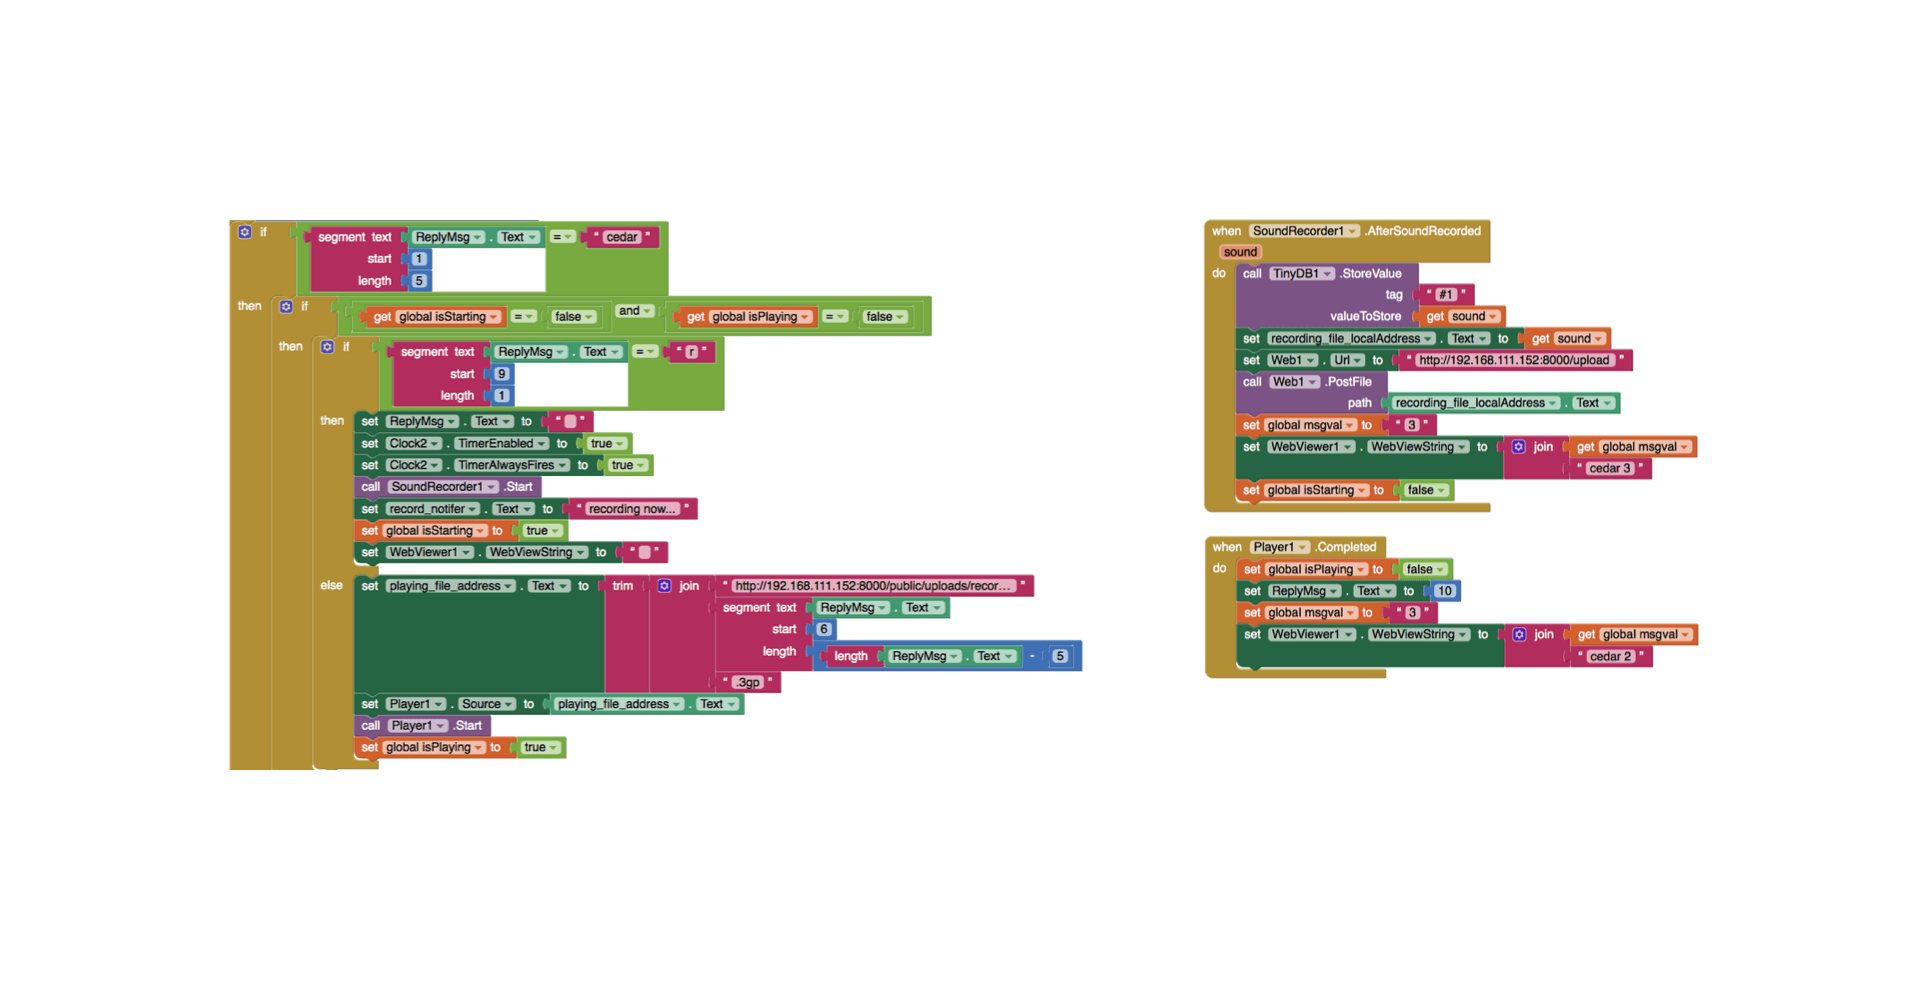 if segment text ReplyMsg . Text = " cedar "
start 1
length 5
then if get global isStarting = false and get global isPlaying = false
then if segment text ReplyMsg . Text = " r "
start 9
length 1
then set ReplyMsg . Text to " "
set Clock2 . TimerEnabled to true
set Clock2 . TimerAlwaysFires to true
call SoundRecorder1 .Start
set record_notifer . Text to " recording now... "
set global isStarting to true
set WebViewer1 . WebViewString to " "
else set playing_file_address . Text to trim join " http://192.168.111.152:8000/public/uploads/recor... "
segment text ReplyMsg . Text
start 6
length length ReplyMsg . Text - 5
" .3gp "
set Player1 . Source to playing_file_address . Text
call Player1 .Start
set global isPlaying to true
when SoundRecorder1 .AfterSoundRecorded
sound
do call TinyDB1 .StoreValue
tag " #1 "
valueToStore get sound
set recording_file_localAddress . Text to get sound
set Web1 . Url to " http://192.168.111.152:8000/upload "
call Web1 .PostFile
path recording_file_localAddress . Text
set global msgval to " 3 "
set WebViewer1 . WebViewString to join get global msgval
" cedar 3 "
set global isStarting to false
when Player1 .Completed
do set global isPlaying to false
set ReplyMsg . Text to 10
set global msgval to " 3 "
set WebViewer1 . WebViewString to join get global msgval
" cedar 2 "